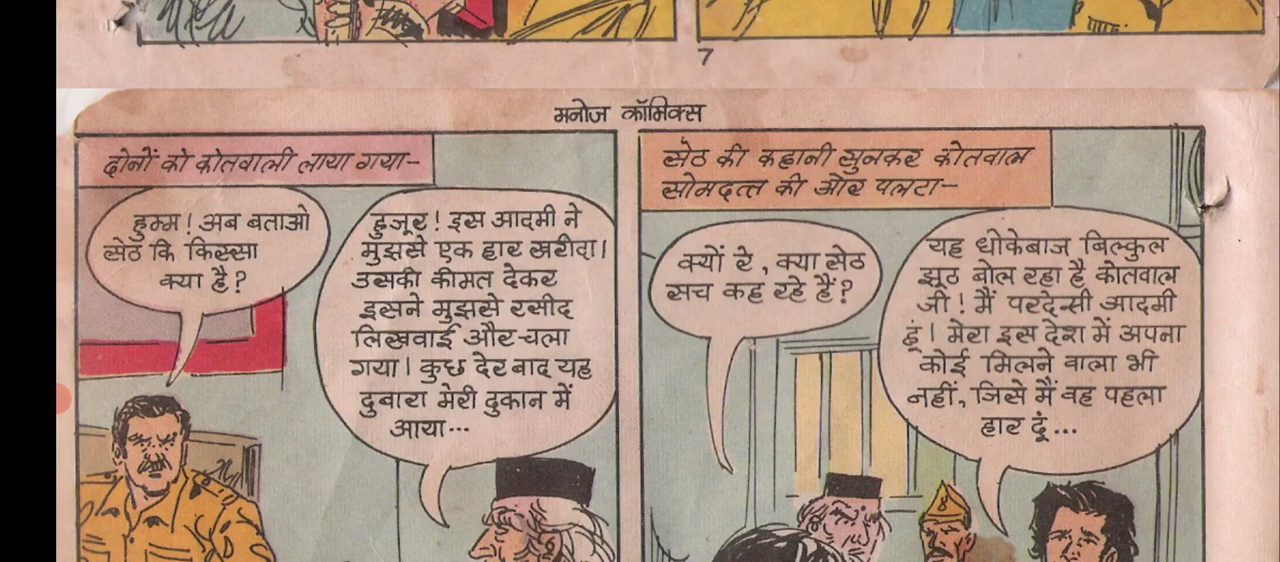 7
मनोज कॉमिक्स
दोनों को कोतवाली लाया गया-
हुम्म! अब बताओ
सेठ कि किस्सा
क्या है?
हुजूर! इस आदमी ने
मुझसे एक हार खरीदा।
उसकी कीमत देकर
इसने मुझसे रसीद
लिखवाई और चला
गया। कुछ देर बाद यह
दुबारा मेरी दुकान में
आया...
सेठ की कहानी सुनकर कोतवाल
सोमदत्त की ओर पलटा-
क्यों रे, क्या सेठ
सच कह रहे हैं?
यह धोकेबाज बिल्कुल
झूठ बोल रहा है कोतवाल
जी! मैं परदेसी आदमी
हूं। मेरा इस देश में अपना
कोई मिलने वाला भी
नहीं, जिसे मैं वह पहला
हार दूं...